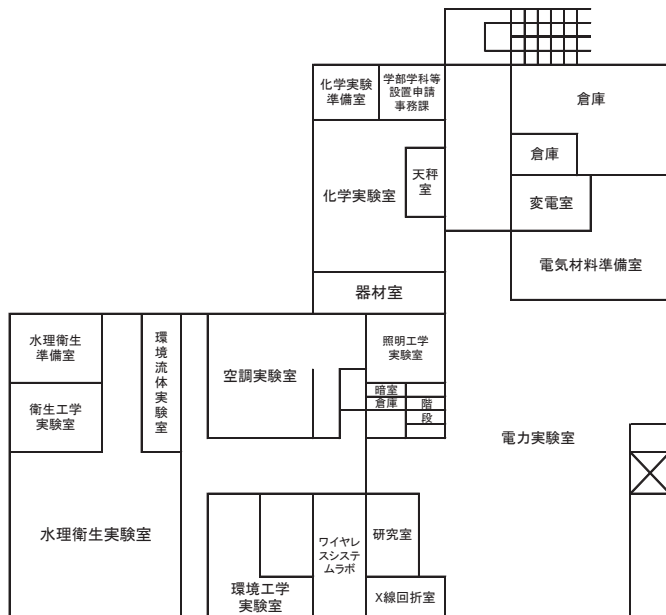 化学実験
準備室
学部学科等
設置申請
事務課
倉庫
倉庫
天秤
室
化学実験室
変電室
電気材料準備室
器材室
水理衛生
準備室
環境流体実験室
空調実験室
照明工学
実験室
暗室
倉庫
階
段
衛生工学
実験室
電力実験室
水理衛生実験室
ワイヤレ
スシステ
ムラボ
研究室
環境工学
実験室
X線回折室